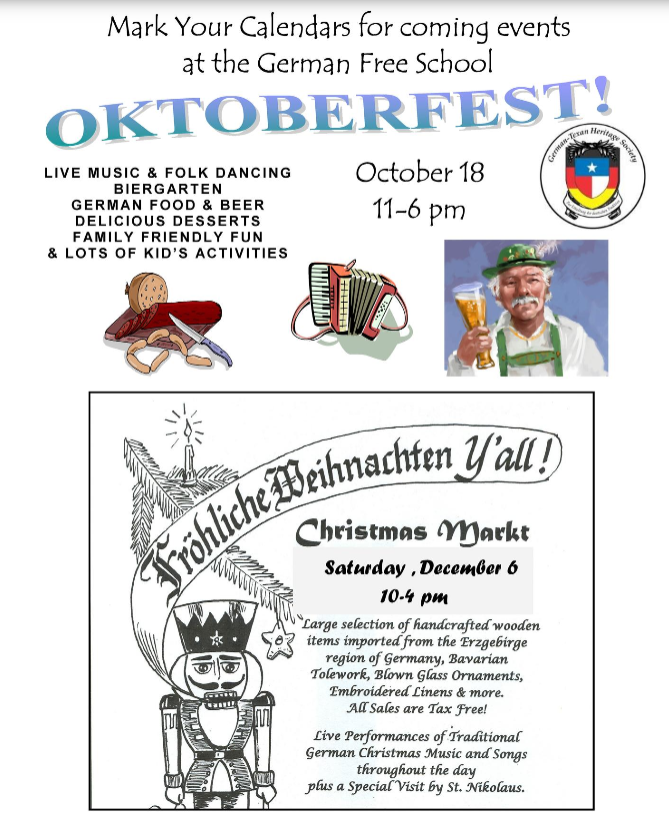 Mark Your Calendars for coming events
at the German Free School
OKTOBERFEST!
LIVE MUSIC & FOLK DANCING
BIERGARTEN
GERMAN FOOD & BEER
DELICIOUS DESSERTS
FAMILY FRIENDLY FUN
& LOTS OF KID'S ACTIVITIES
October 18
11-6 pm
German-Texan Heritage Society
Fröhliche Weihnachten Y'all!
Christmas Markt
Saturday , December 6
10-4 pm
Large selection of handcrafted wooden
items imported from the Erzgebirge
region of Germany, Bavarian
Tolework, Blown Glass Ornaments,
Embroidered Linens & more.
All Sales are Tax Free!
Live Performances of Traditional
German Christmas Music and Songs
throughout the day
plus a Special Visit by St. Nikolaus.